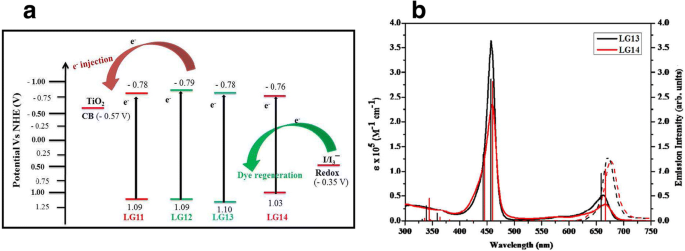 a
e⁻ injection
e⁻
- 1.00
- 0.75
- 0.50
- 0.25
0.00
0.25
0.50
0.75
1.00
1.25
Potential Vs NHE (V)
TiO₂
CB (- 0.57 V)
- 0.78
- 0.79
- 0.78
- 0.76
e⁻
e⁻
e⁻
e⁻
e⁻
Dye regeneration
I/I₃⁻
Redox
(- 0.35 V)
1.09
1.09
1.10
1.03
LG11
LG12
LG13
LG14
b
LG13
LG14
4.0
3.5
3.0
2.5
2.0
1.5
1.0
0.5
0.0
ε x 10⁵ (M⁻¹ cm⁻¹)
4.0
3.5
3.0
2.5
2.0
1.5
1.0
0.5
0.0
Emission Intensity (arb. units)
300 350 400 450 500 550 600 650 700 750
Wavelength (nm)